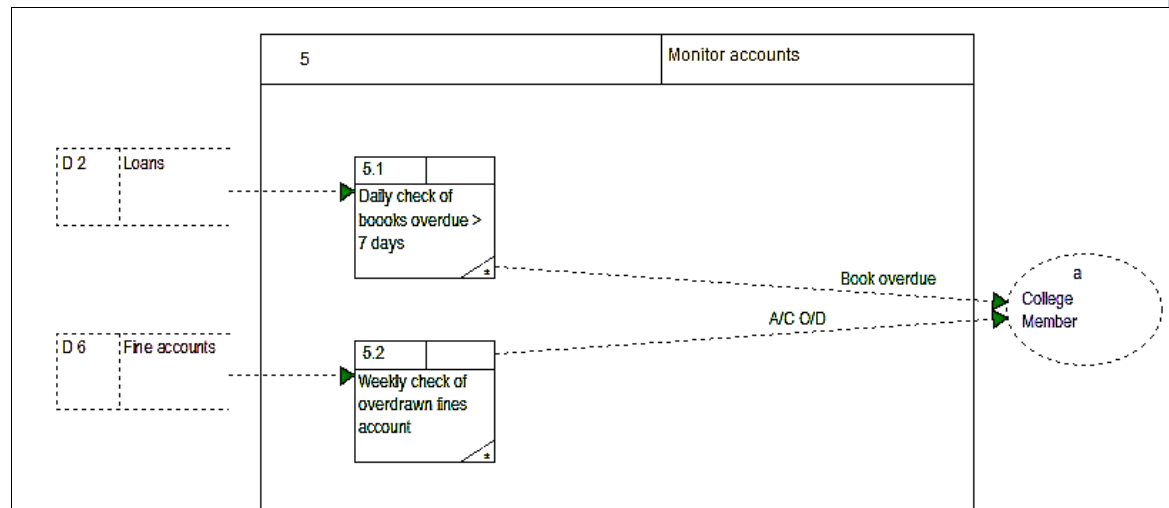 5
Monitor accounts
D 2
Loans
5.1
Daily check of
boooks overdue >
7 days
*
Book overdue
a
College
Member
A/C O/D
D 6
Fine accounts
5.2
Weekly check of
overdrawn fines
account
*